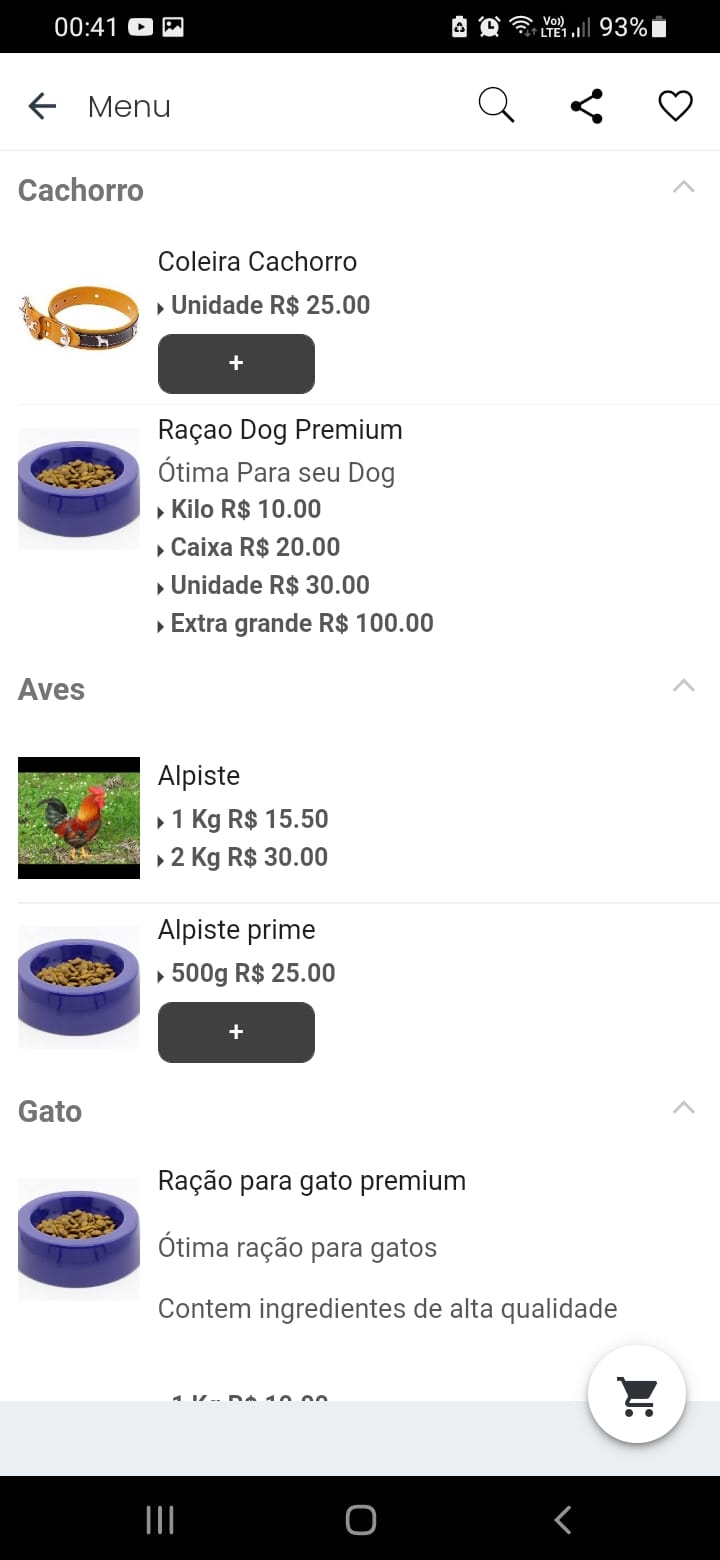 00:41
Vo))
LTE1
93%
Menu
Cachorro
Coleira Cachorro
Unidade R$ 25.00
+
Raçao Dog Premium
Ótima Para seu Dog
Kilo R$ 10.00
Caixa R$ 20.00
Unidade R$ 30.00
Extra grande R$ 100.00
Aves
Alpiste
1 Kg R$ 15.50
2 Kg R$ 30.00
Alpiste prime
500g R$ 25.00
+
Gato
Ração para gato premium
Ótima ração para gatos
Contem ingredientes de alta qualidade